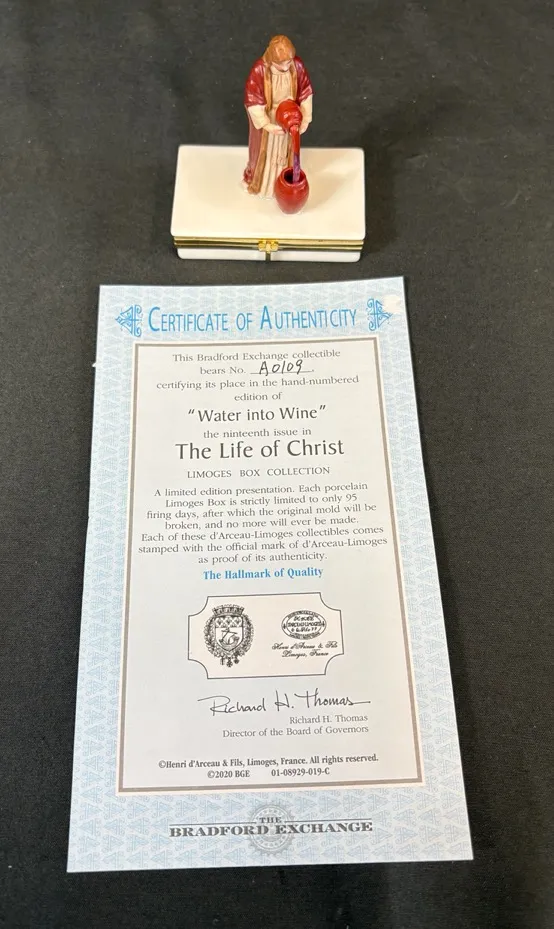 CERTIFICATE OF AUTHENTICITY
This Bradford Exchange collectible
bears No. A0109.
certifying its place in the hand-numbered
edition of
"Water into Wine"
the ninteenth issue in
The Life of Christ
LIMOGES BOX COLLECTION
A limited edition presentation. Each porcelain
Limoges Box is strictly limited to only 95
firing days, after which the original mold will be
broken, and no more will ever be made.
Each of these d'Arceau-Limoges collectibles comes
stamped with the official mark of d'Arceau-Limoges
as proof of its authenticity.
The Hallmark of Quality
Henri d'Arceau & Fils
Limoges, France
Richard H. Thomas
Richard H. Thomas
Director of the Board of Governors
©Henri d'Arceau & Fils, Limoges, France. All rights reserved.
©2020 BGE 01-08929-019-C
THE
BRADFORD EXCHANGE